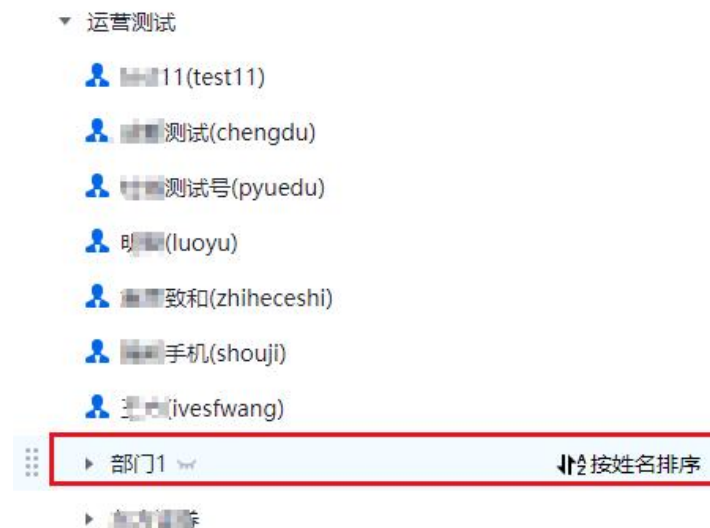 运营测试
11(test11)
测试(chengdu)
测试号(pyuedu)
明(luoyu)
致和(zhiheceshi)
手机(shouji)
(ivesfwang)
部门1 按姓名排序